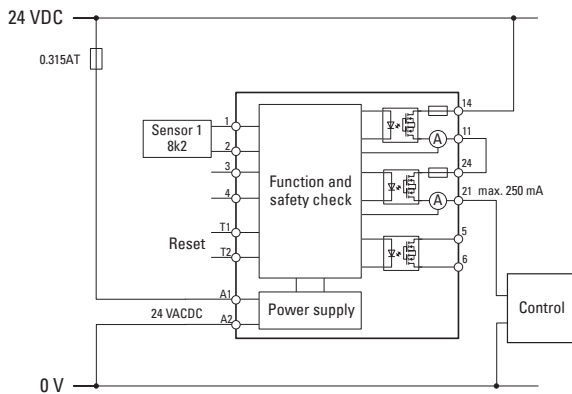 24 VDC
0.315AT
14
1
Sensor 1
8k2
11
2
24
3
Function and
safety check
4
21 max. 250 mA
A
A
T1
5
Reset
T2
6
A1
Control
24 VACDC
A2
Power supply
0 V